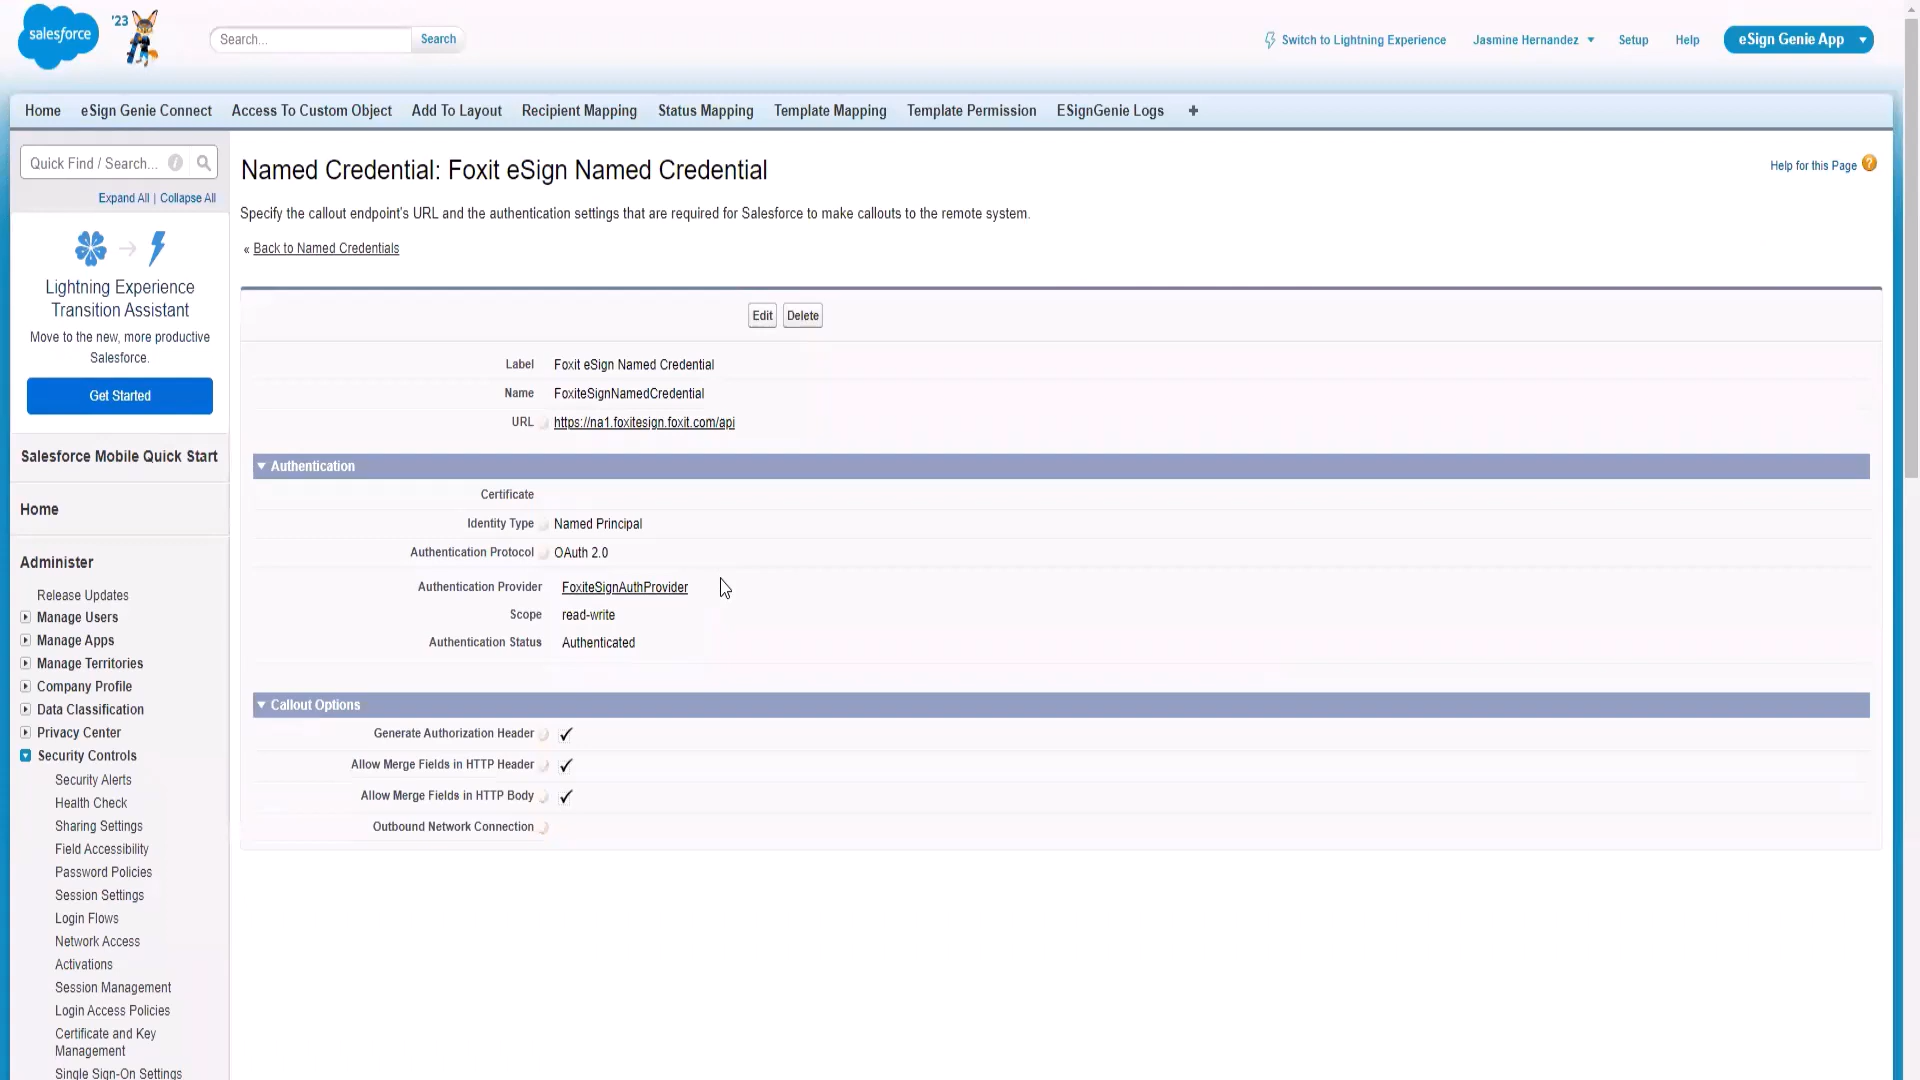 salesforce
'23
Search...
Search
Switch to Lightning Experience
Jasmine Hernandez
Setup
Help
eSign Genie App
Home
eSign Genie Connect
Access To Custom Object
Add To Layout
Recipient Mapping
Status Mapping
Template Mapping
Template Permission
ESignGenie Logs
+
Quick Find / Search...
Expand All | Collapse All
Lightning Experience
Transition Assistant
Move to the new, more productive
Salesforce.
Get Started
Salesforce Mobile Quick Start
Home
Administer
Release Updates
Manage Users
Manage Apps
Manage Territories
Company Profile
Data Classification
Privacy Center
Security Controls
Security Alerts
Health Check
Sharing Settings
Field Accessibility
Password Policies
Session Settings
Login Flows
Network Access
Activations
Session Management
Login Access Policies
Certificate and Key
Management
Single Sign-On Settings
Named Credential: Foxit eSign Named Credential
Help for this Page ?
Specify the callout endpoint's URL and the authentication settings that are required for Salesforce to make callouts to the remote system.
« Back to Named Credentials
Edit
Delete
Label Foxit eSign Named Credential
Name FoxiteSignNamedCredential
URL https://na1.foxitesign.foxit.com/api
Authentication
Certificate
Identity Type Named Principal
Authentication Protocol OAuth 2.0
Authentication Provider FoxiteSignAuthProvider
Scope read-write
Authentication Status Authenticated
Callout Options
Generate Authorization Header
Allow Merge Fields in HTTP Header
Allow Merge Fields in HTTP Body
Outbound Network Connection